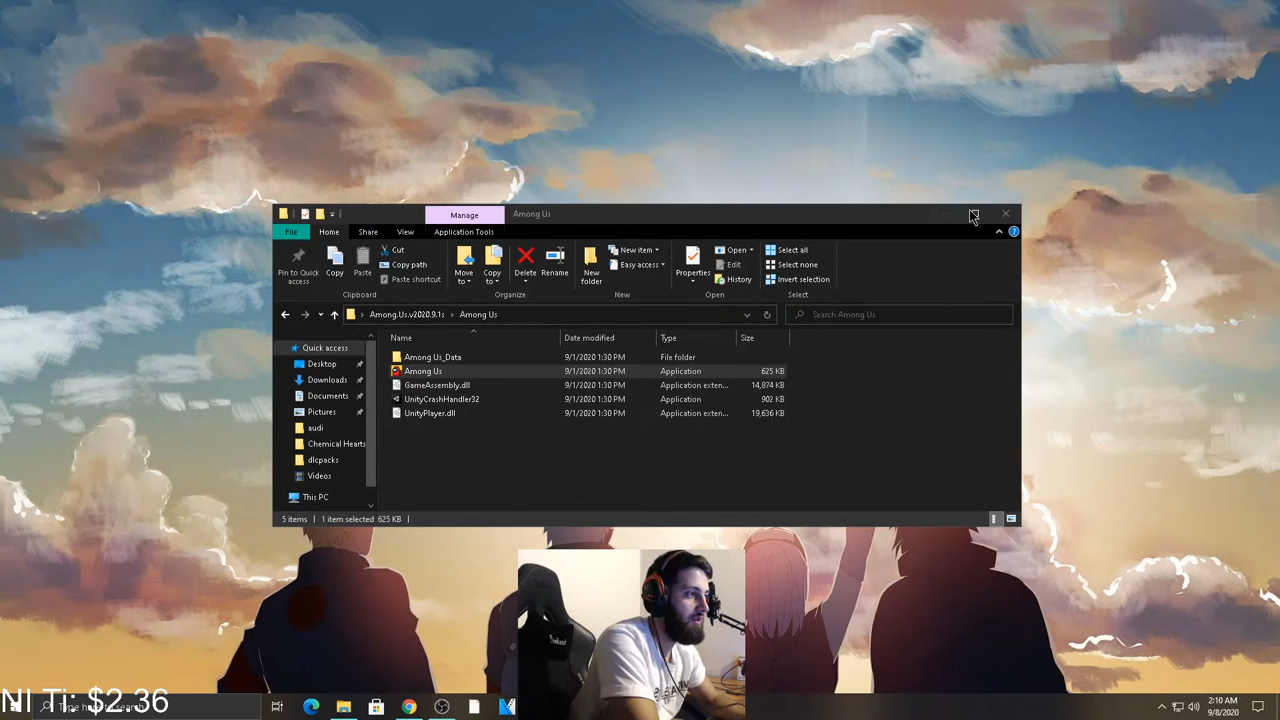 Manage
Among Us
File
Home
Share
View
Application Tools
Pin to Quick access
Copy
Paste
Cut
Copy path
Paste shortcut
Clipboard
Move to
Copy to
Delete
Rename
Organize
New folder
New item
Easy access
New
Properties
Open
Edit
History
Open
Select all
Select none
Invert selection
Select
Among.Us.v2020.9.1s > Among Us
Search Among Us
Name
Date modified
Type
Size
Quick access
Desktop
Downloads
Documents
Pictures
audi
Chemical Hearts
dlcpacks
Videos
This PC
Among Us_Data 9/1/2020 1:30 PM File folder
Among Us 9/1/2020 1:30 PM Application 625 KB
GameAssembly.dll 9/1/2020 1:30 PM Application exten... 14,874 KB
UnityCrashHandler32 9/1/2020 1:30 PM Application 902 KB
UnityPlayer.dll 9/1/2020 1:30 PM Application exten... 19,636 KB
5 items 1 item selected 625 KB
NI Ti: $2.36
2:10 AM
9/8/2020